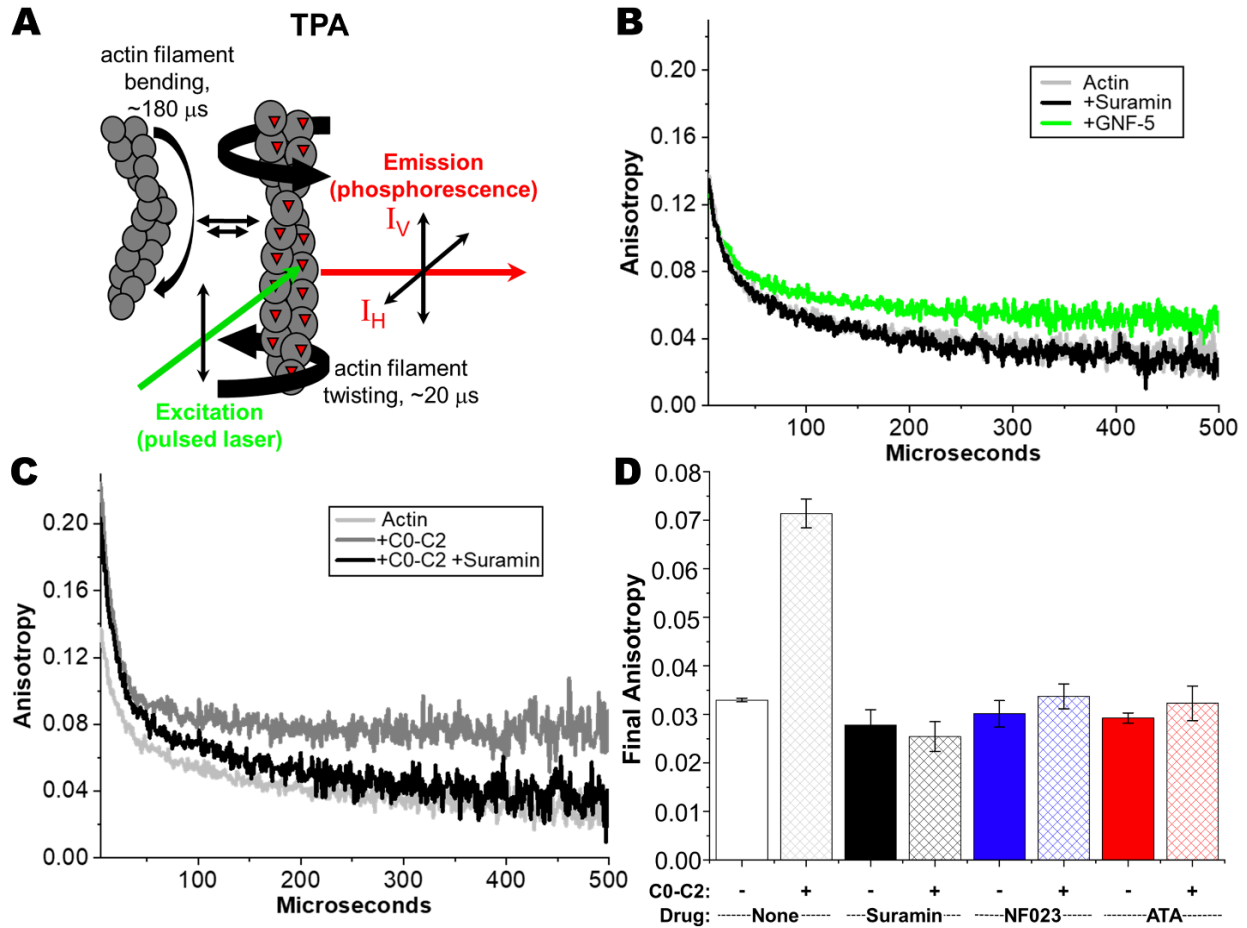 A
TPA
actin filament
bending,
~180 μs
Emission
(phosphorescence)
IV
IH
actin filament
twisting, ~20 μs
Excitation
(pulsed laser)
B
Actin
+Suramin
+GNF-5
0.20
0.16
0.12
0.08
0.04
0.00
Anisotropy
100 200 300 400 500
Microseconds
C
Actin
+C0-C2
+C0-C2 +Suramin
0.20
0.16
0.12
0.08
0.04
0.00
Anisotropy
100 200 300 400 500
Microseconds
D
0.08
0.07
0.06
0.05
0.04
0.03
0.02
0.01
0.00
Final Anisotropy
C0-C2: - + - + - + - +
Drug: None Suramin NF023 ATA